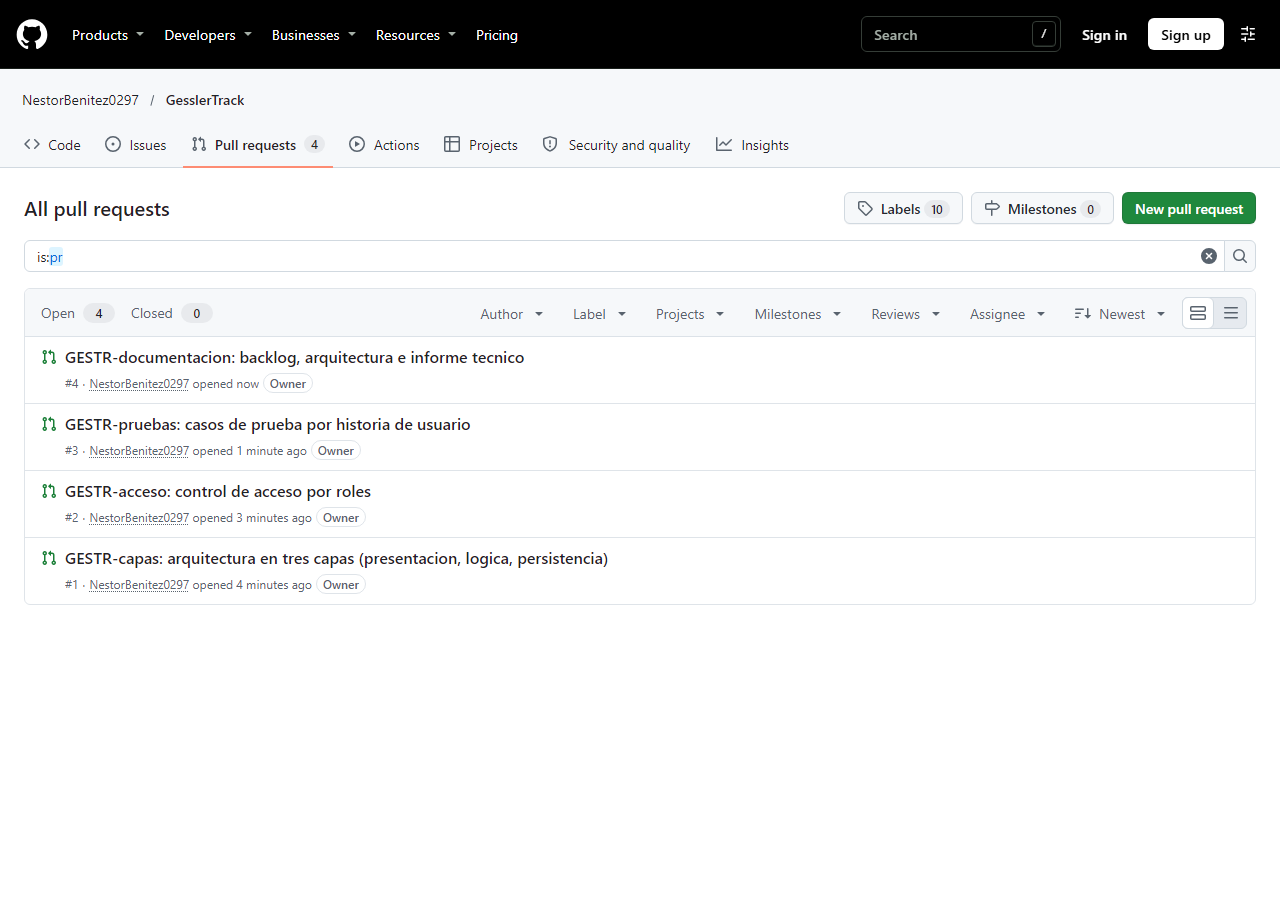 Products Developers Businesses Resources Pricing Search / Sign in Sign up
NestorBenitez0297 / GesslerTrack
Code Issues Pull requests 4 Actions Projects Security and quality Insights
All pull requests Labels 10 Milestones 0 New pull request
is:pr
Open 4 Closed 0 Author Label Projects Milestones Reviews Assignee Newest
GESTR-documentacion: backlog, arquitectura e informe tecnico
#4 · NestorBenitez0297 opened now Owner
GESTR-pruebas: casos de prueba por historia de usuario
#3 · NestorBenitez0297 opened 1 minute ago Owner
GESTR-acceso: control de acceso por roles
#2 · NestorBenitez0297 opened 3 minutes ago Owner
GESTR-capas: arquitectura en tres capas (presentacion, logica, persistencia)
#1 · NestorBenitez0297 opened 4 minutes ago Owner